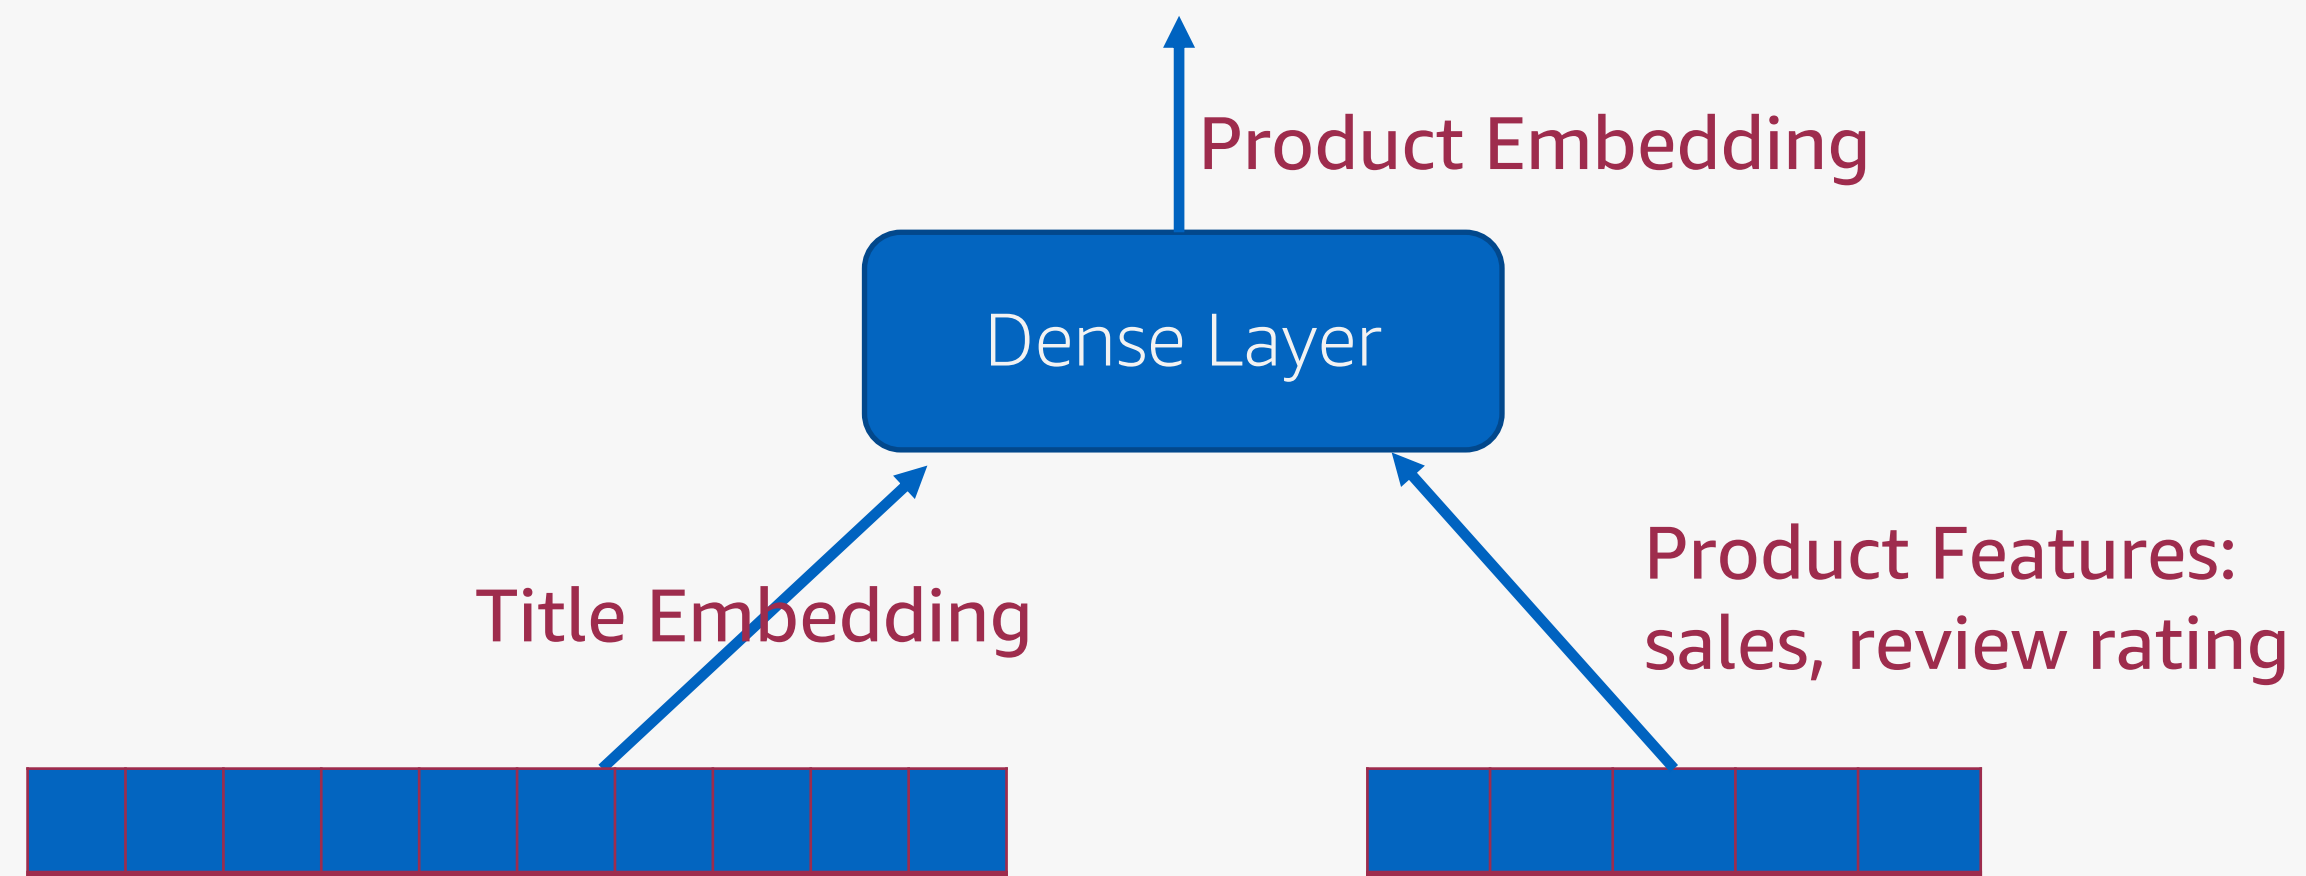 Product Embedding
Dense Layer
Title Embedding
Product Features:
sales, review rating